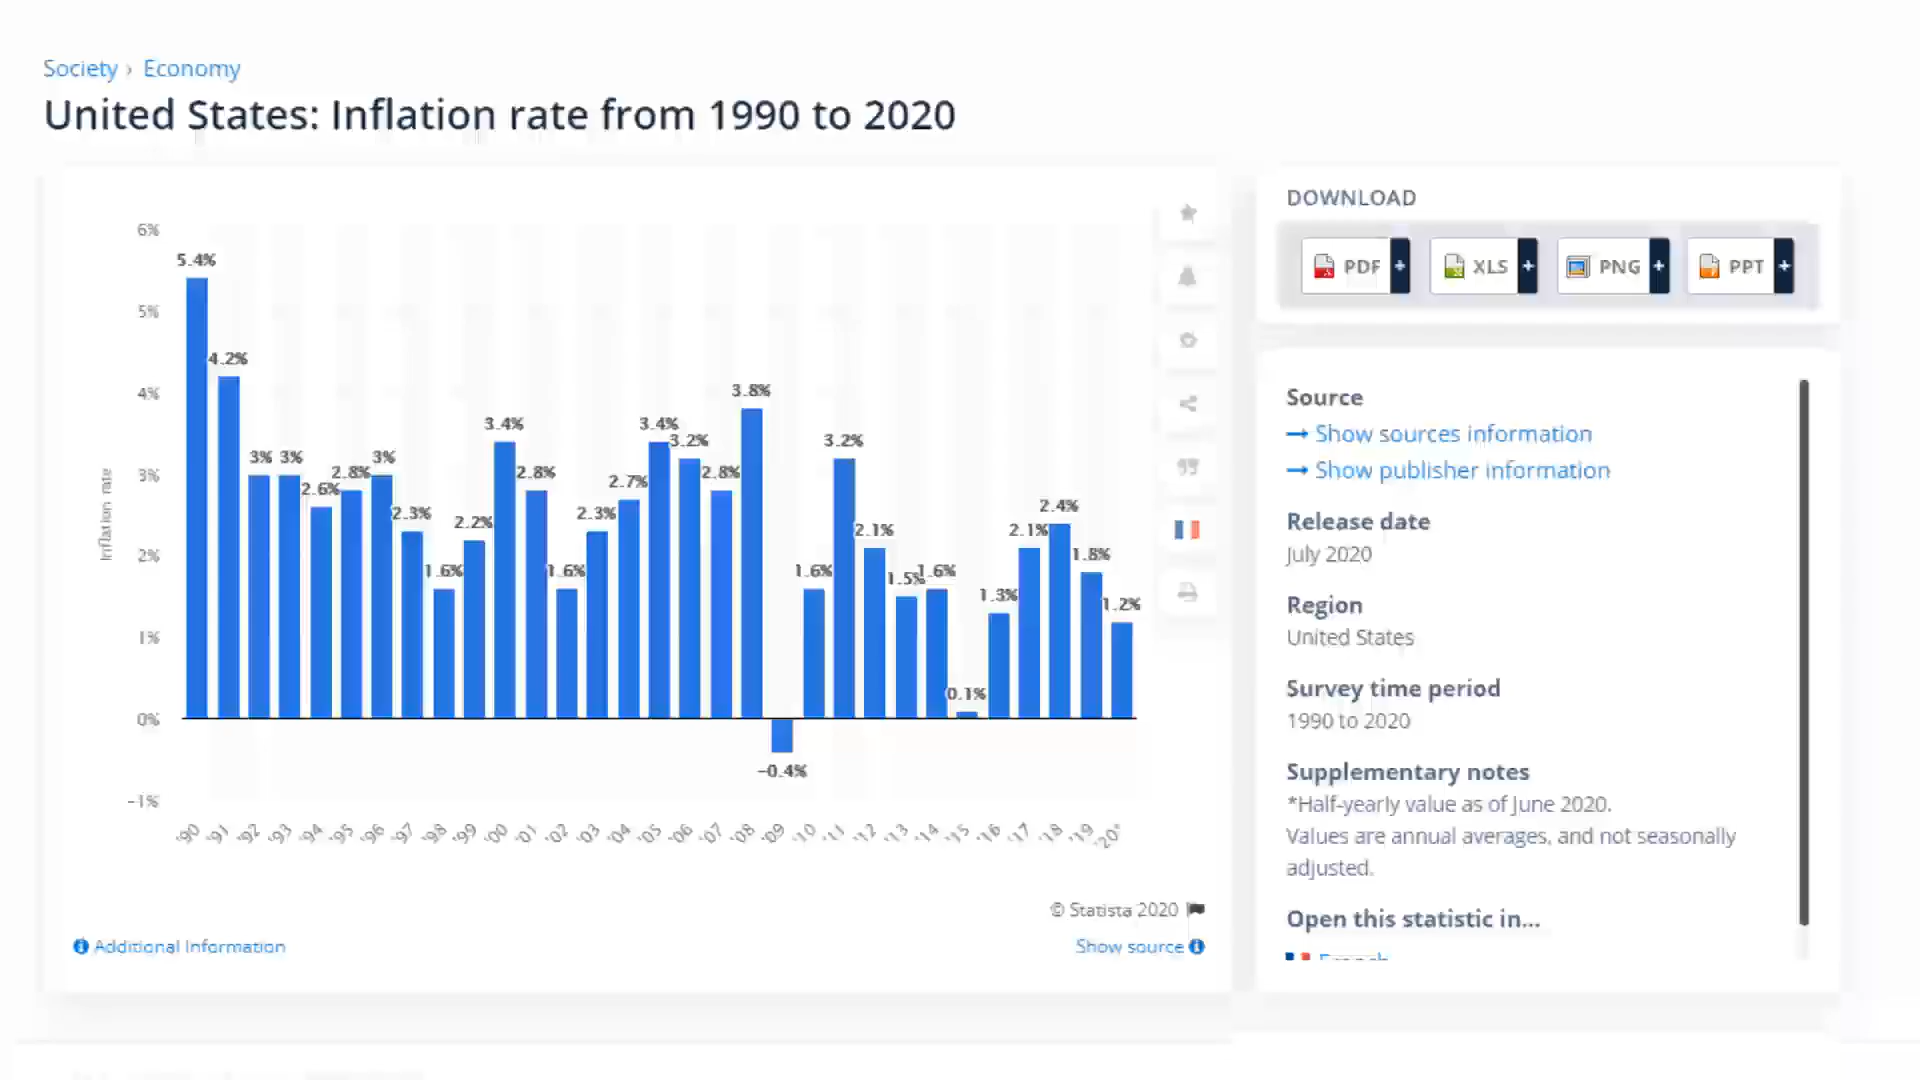 Society › Economy
United States: Inflation rate from 1990 to 2020
DOWNLOAD
PDF + XLS + PNG + PPT +
6%
5%
4%
3%
2%
1%
0%
−1%
Inflation rate
5.4%
4.2%
3%
3%
2.6%
2.8%
3%
2.3%
1.6%
2.2%
3.4%
2.8%
1.6%
2.3%
2.7%
3.4%
3.2%
2.8%
3.8%
−0.4%
1.6%
3.2%
2.1%
1.5%
1.6%
0.1%
1.3%
2.1%
2.4%
1.8%
1.2%
'90 '91 '92 '93 '94 '95 '96 '97 '98 '99 '00 '01 '02 '03 '04 '05 '06 '07 '08 '09 '10 '11 '12 '13 '14 '15 '16 '17 '18 '19 '20*
© Statista 2020
Additional Information
Show source
Source
→ Show sources information
→ Show publisher information
Release date
July 2020
Region
United States
Survey time period
1990 to 2020
Supplementary notes
*Half-yearly value as of June 2020.
Values are annual averages, and not seasonally
adjusted.
Open this statistic in...